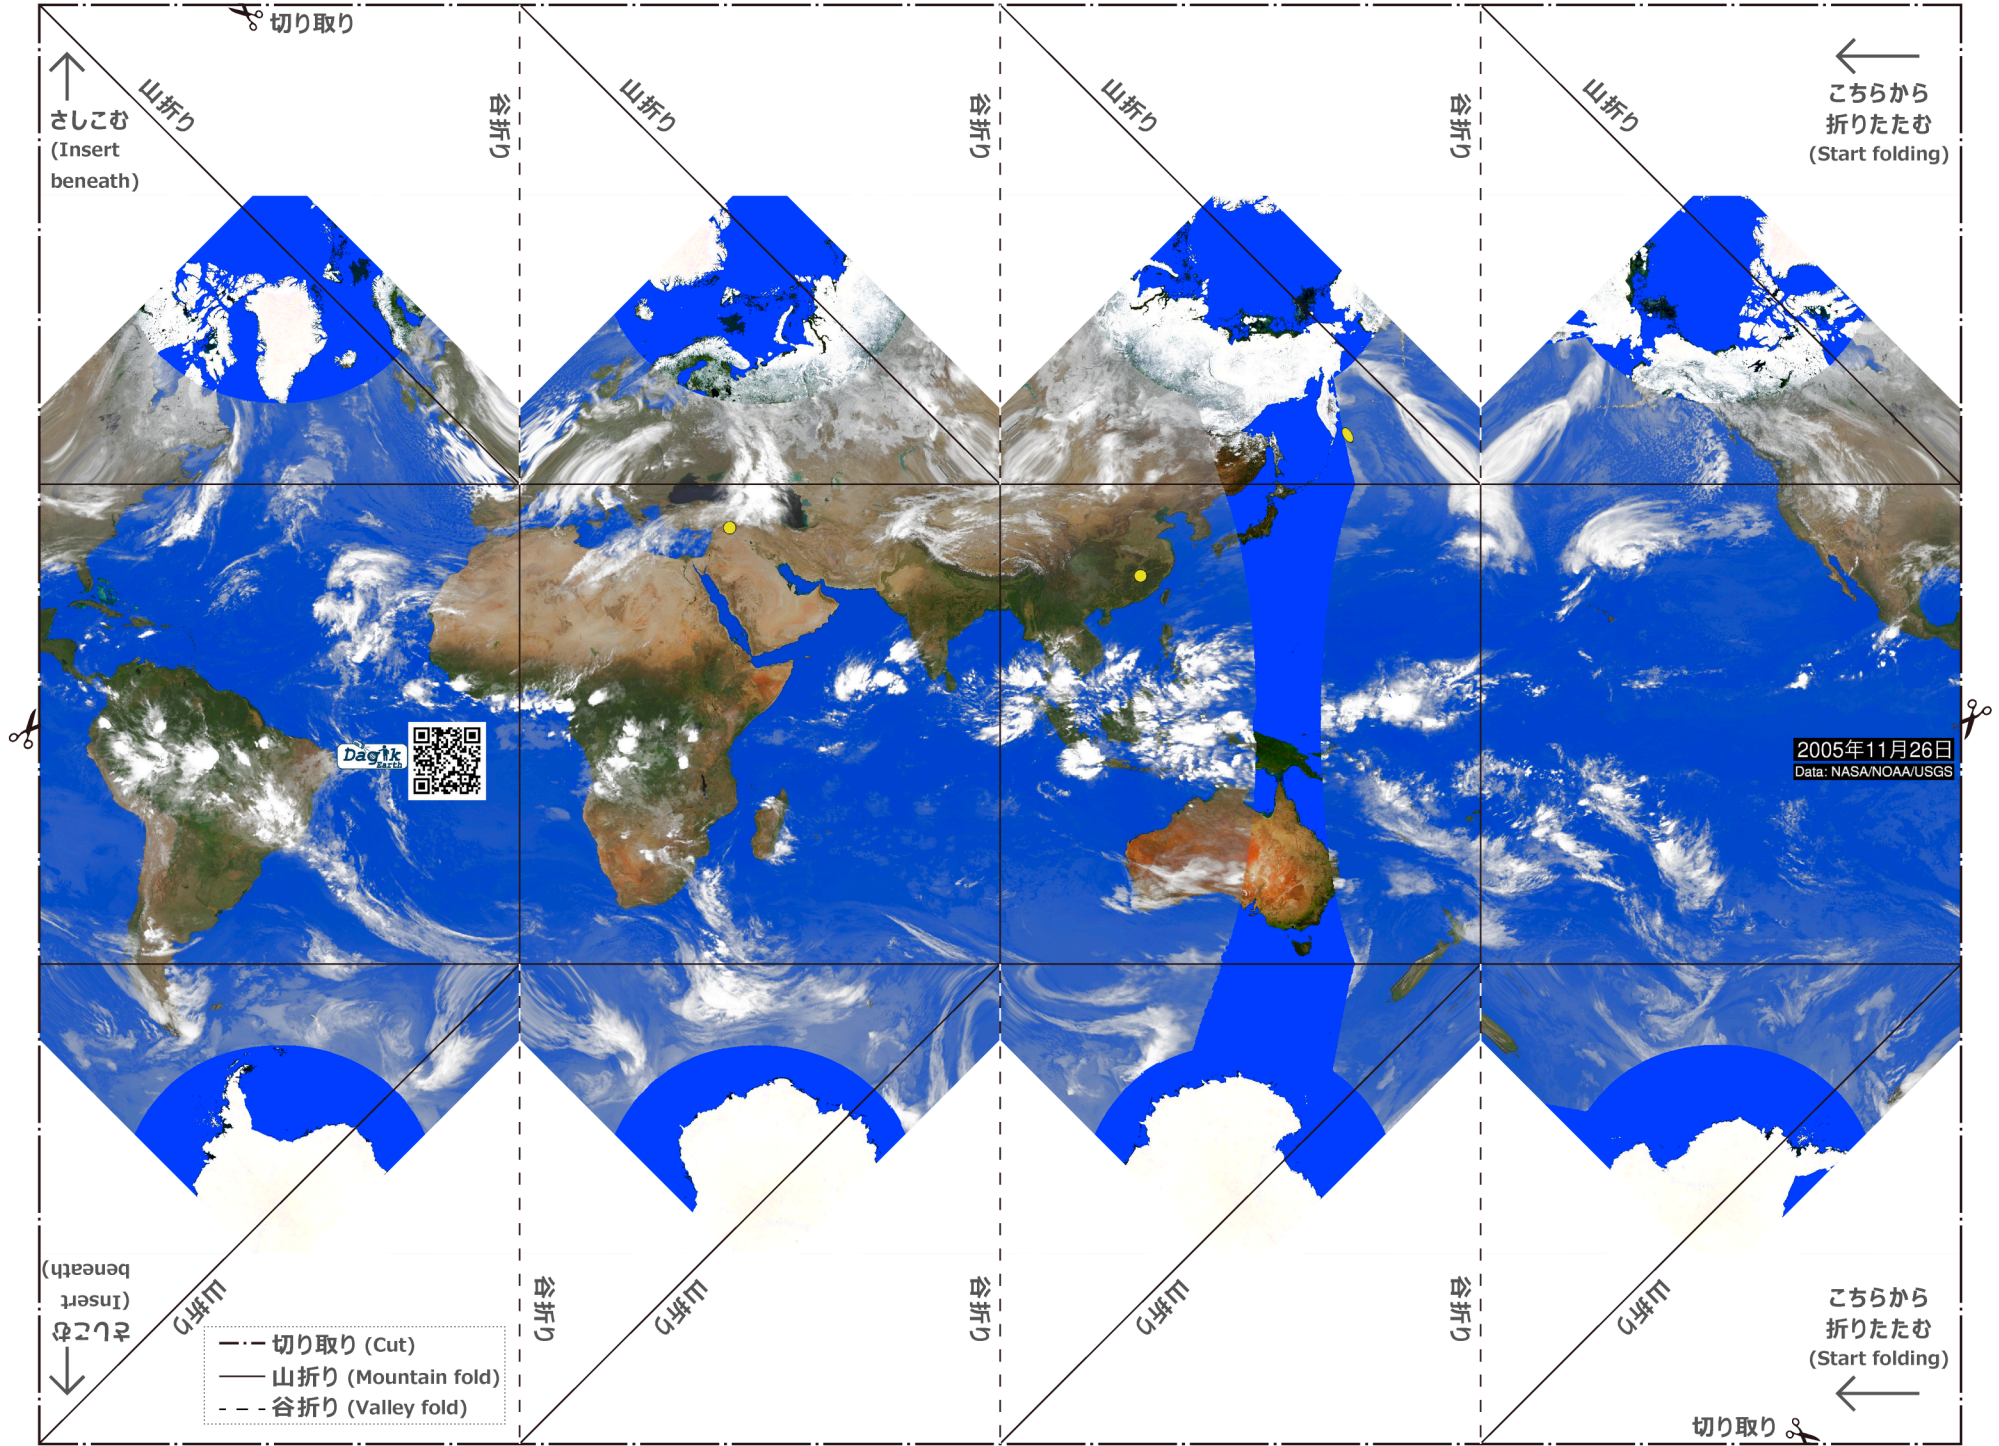 切り取り
さしこむ
(Insert
beneath)
山折り
谷折り
山折り
谷折り
山折り
谷折り
山折り
こちらから
折りたたむ
(Start folding)
Dagik
Earth
2005年11月26日
Data: NASA/NOAA/USGS
さしこむ
(Insert
beneath)
山折り
谷折り
山折り
谷折り
山折り
谷折り
山折り
こちらから
折りたたむ
(Start folding)
切り取り (Cut)
山折り (Mountain fold)
谷折り (Valley fold)
切り取り